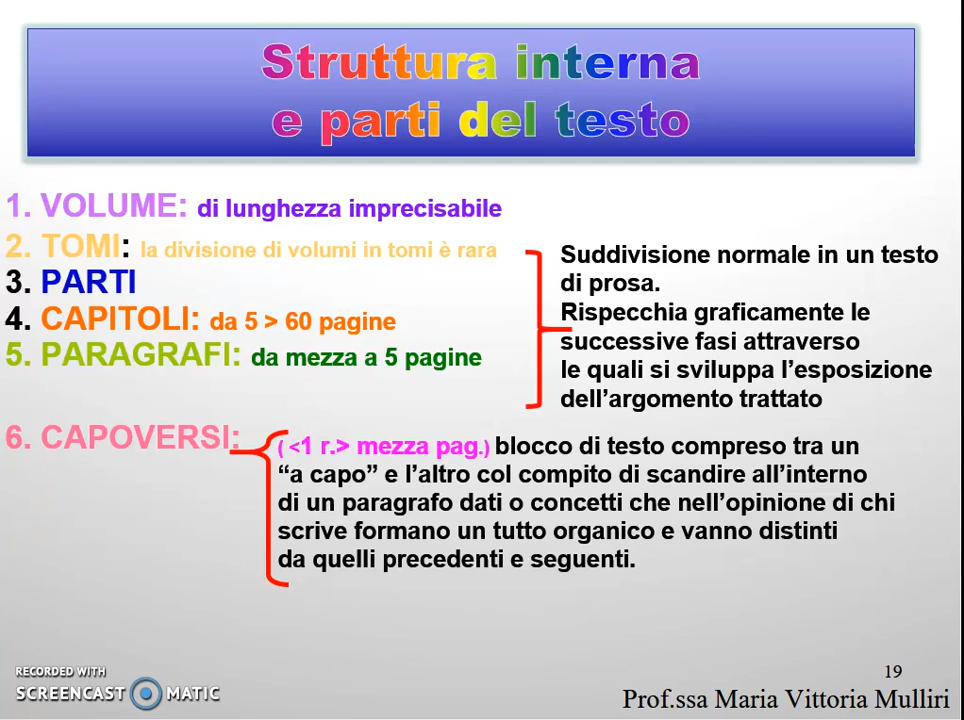 Struttura interna
e parti del testo
1. VOLUME: di lunghezza imprecisabile
2. TOMI: la divisione di volumi in tomi è rara
3. PARTI
4. CAPITOLI: da 5 > 60 pagine
5. PARAGRAFI: da mezza a 5 pagine
Suddivisione normale in un testo
di prosa.
Rispecchia graficamente le
successive fasi attraverso
le quali si sviluppa l’esposizione
dell’argomento trattato
6. CAPOVERSI:
( <1 r.> mezza pag.) blocco di testo compreso tra un
“a capo” e l’altro col compito di scandire all’interno
di un paragrafo dati o concetti che nell’opinione di chi
scrive formano un tutto organico e vanno distinti
da quelli precedenti e seguenti.
19
Prof.ssa Maria Vittoria Mulliri
RECORDED WITH
SCREENCAST MATIC